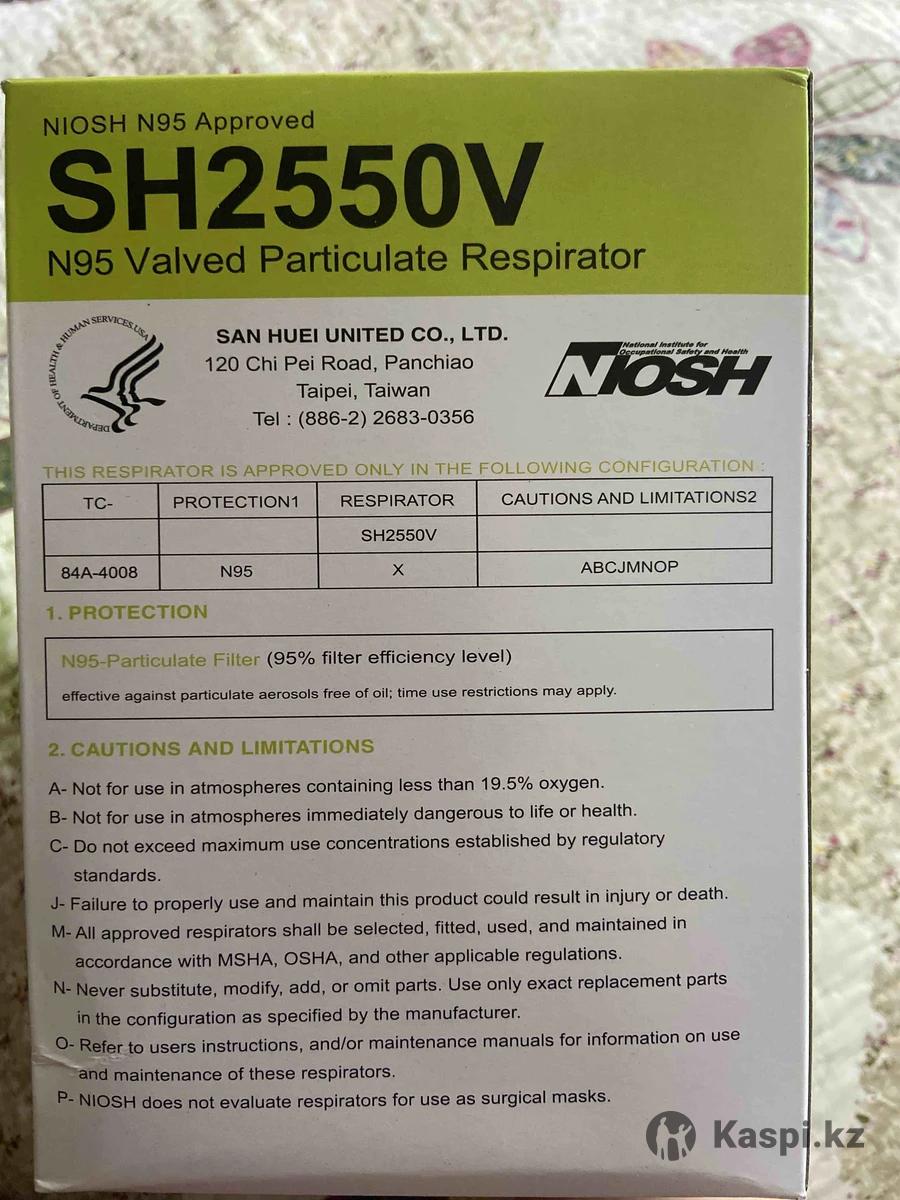 NIOSH N95 Approved
SH2550V
N95 Valved Particulate Respirator
DEPARTMENT OF HEALTH & HUMAN SERVICES.USA
SAN HUEI UNITED CO., LTD.
120 Chi Pei Road, Panchiao
Taipei, Taiwan
Tel : (886-2) 2683-0356
National Institute for
Occupational Safety and Health
NIOSH
THIS RESPIRATOR IS APPROVED ONLY IN THE FOLLOWING CONFIGURATION :
TC- PROTECTION1 RESPIRATOR CAUTIONS AND LIMITATIONS2
SH2550V
84A-4008 N95 X ABCJMNOP
1. PROTECTION
N95-Particulate Filter (95% filter efficiency level)
effective against particulate aerosols free of oil; time use restrictions may apply.
2. CAUTIONS AND LIMITATIONS
A- Not for use in atmospheres containing less than 19.5% oxygen.
B- Not for use in atmospheres immediately dangerous to life or health.
C- Do not exceed maximum use concentrations established by regulatory
standards.
J- Failure to properly use and maintain this product could result in injury or death.
M- All approved respirators shall be selected, fitted, used, and maintained in
accordance with MSHA, OSHA, and other applicable regulations.
N- Never substitute, modify, add, or omit parts. Use only exact replacement parts
in the configuration as specified by the manufacturer.
O- Refer to users instructions, and/or maintenance manuals for information on use
and maintenance of these respirators.
P- NIOSH does not evaluate respirators for use as surgical masks.
Kaspi.kz